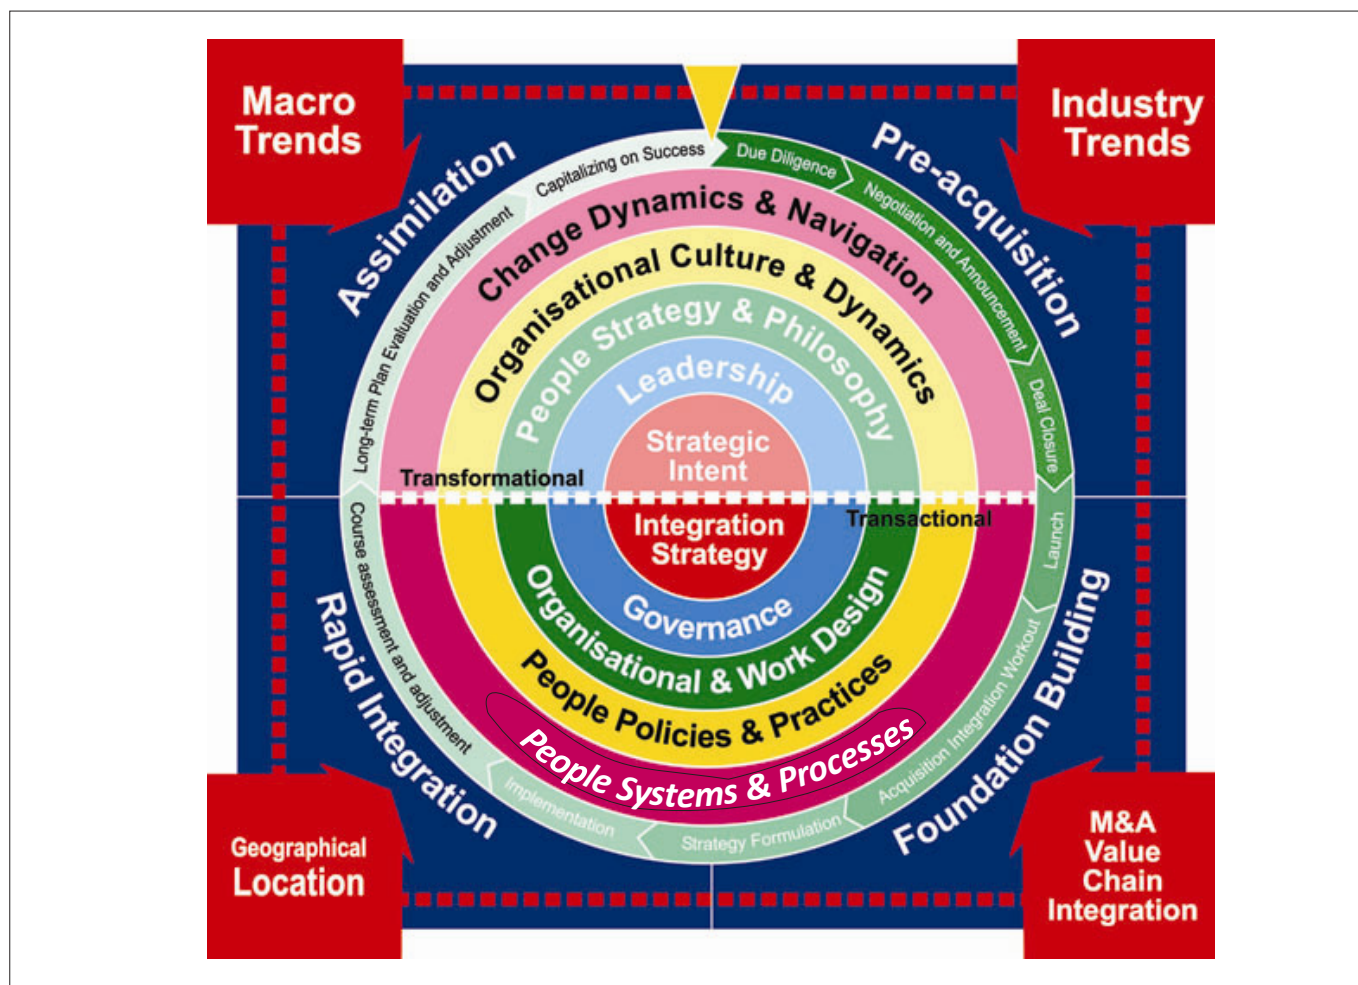 Macro
Trends
Industry
Trends
Assimilation
Pre-acquisition
Capitalizing on Success
Due Diligence
Negotiation and Announcement
Deal Closure
Launch
Acquisition Integration Workout
Strategy Formulation
Implementation
Course assessment and adjustment
Long-term Plan Evaluation and Adjustment
Change Dynamics & Navigation
Organisational Culture & Dynamics
People Strategy & Philosophy
Leadership
Strategic
Intent
Transformational
Transactional
Integration
Strategy
Governance
Organisational & Work Design
People Policies & Practices
People Systems & Processes
Rapid Integration
Foundation Building
Geographical
Location
M&A
Value
Chain
Integration